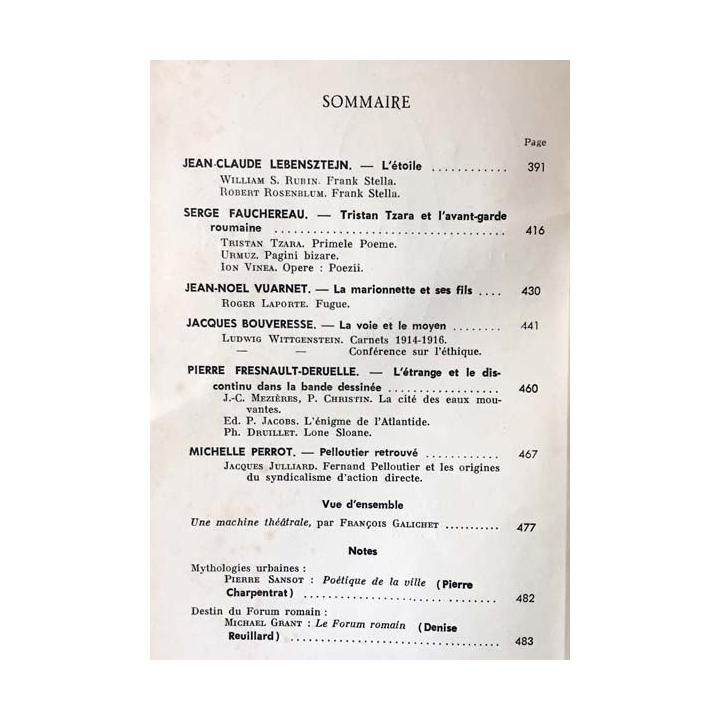 SOMMAIRE
Page
JEAN-CLAUDE LEBENSZTEJN. — L'étoile ............ 391
WILLIAM S. RUBIN. Frank Stella.
ROBERT ROSENBLUM. Frank Stella.
SERGE FAUCHEREAU. — Tristan Tzara et l'avant-garde
roumaine .................................... 416
TRISTAN TZARA. Primele Poeme.
URMUZ. Pagini bizare.
ION VINEA. Opere : Poezii.
JEAN-NOEL VUARNET. — La marionnette et ses fils .... 430
ROGER LAPORTE. Fugue.
JACQUES BOUVERESSE. — La voie et le moyen ........ 441
LUDWIG WITTGENSTEIN. Carnets 1914-1916.
— — Conférence sur l'éthique.
PIERRE FRESNAULT-DERUELLE. — L'étrange et le dis-
continu dans la bande dessinée ................. 460
J.-C. MEZIÈRES, P. CHRISTIN. La cité des eaux mou-
vantes.
Ed. P. JACOBS. L'énigme de l'Atlantide.
Ph. DRUILLET. Lone Sloane.
MICHELLE PERROT. — Pelloutier retrouvé ............ 467
JACQUES JULLIARD. Fernand Pelloutier et les origines
du syndicalisme d'action directe.
Vue d'ensemble
Une machine théâtrale, par FRANÇOIS GALICHET ........... 477
Notes
Mythologies urbaines :
PIERRE SANSOT : Poëtique de la ville (Pierre
Charpentrat) ............................ 482
Destin du Forum romain :
MICHAEL GRANT : Le Forum romain (Denise
Reuillard) ................................ 483